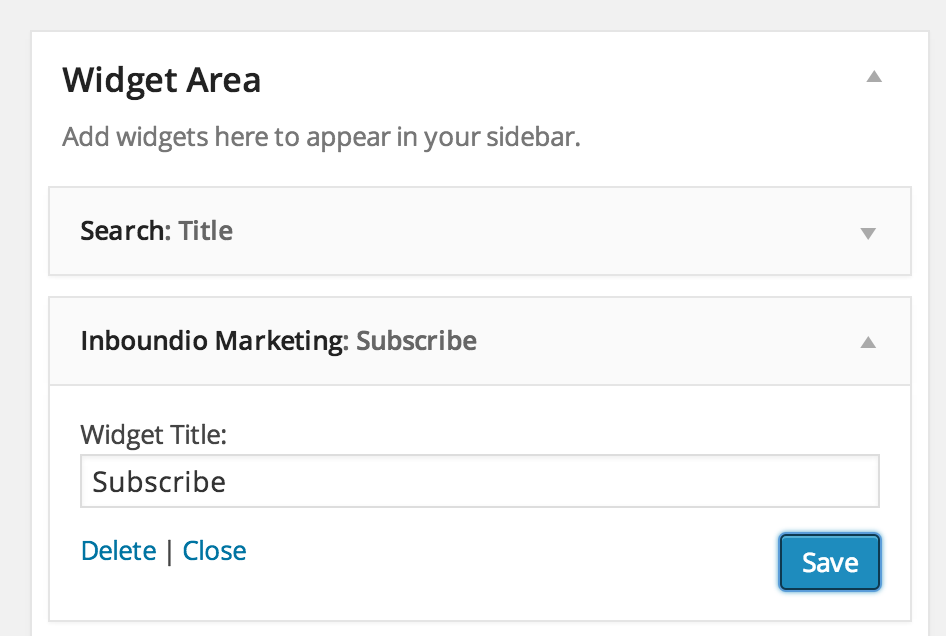 Widget Area
Add widgets here to appear in your sidebar.
Search: Title
Inboundio Marketing: Subscribe
Widget Title:
Subscribe
Delete | Close
Save